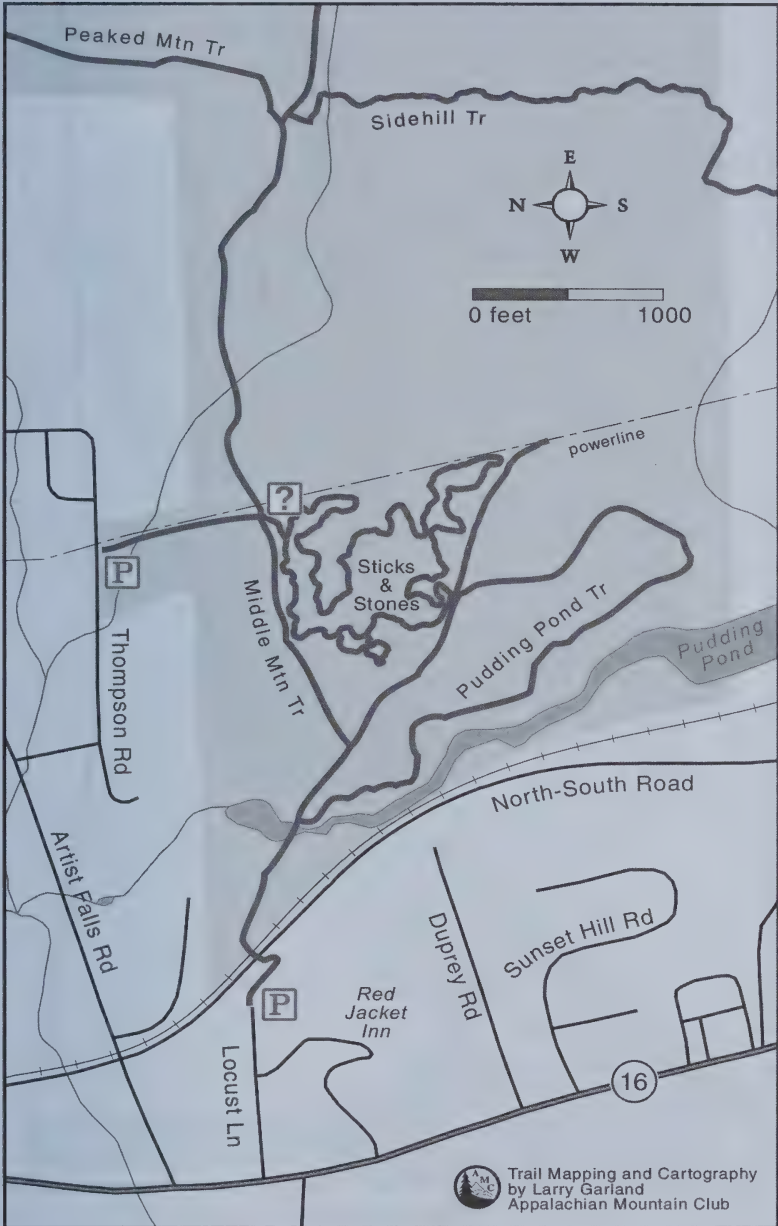 Peaked Mtn Tr
Sidehill Tr
E
N
S
W
0 feet
1000
powerline
?
P
Sticks
&
Stones
Middle Mtn Tr
Pudding Pond Tr
Pudding
Pond
Thompson Rd
North-South Road
Artist Falls Rd
Duprey Rd
Sunset Hill Rd
P
Red
Jacket
Inn
Locust Ln
16
AMC
Trail Mapping and Cartography
by Larry Garland
Appalachian Mountain Club